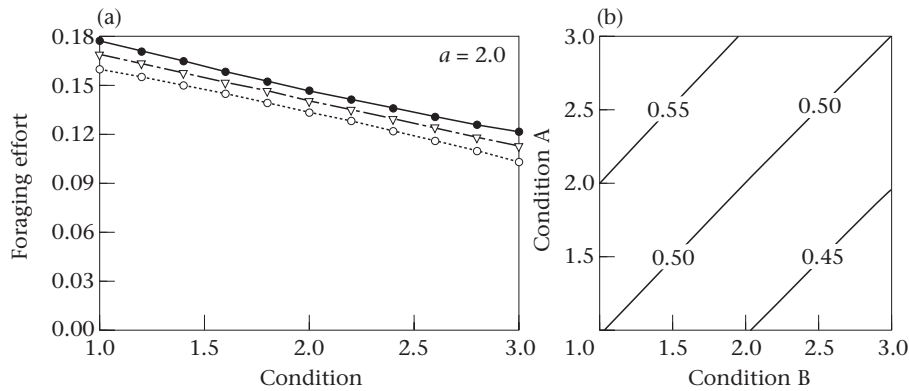 (a)
a = 2.0
Foraging effort
0.18
0.15
0.12
0.09
0.06
0.03
0.00
1.0 1.5 2.0 2.5 3.0
Condition
(b)
Condition A
3.0
2.5
2.0
1.5
1.0 1.5 2.0 2.5 3.0
Condition B
0.55
0.50
0.50
0.45